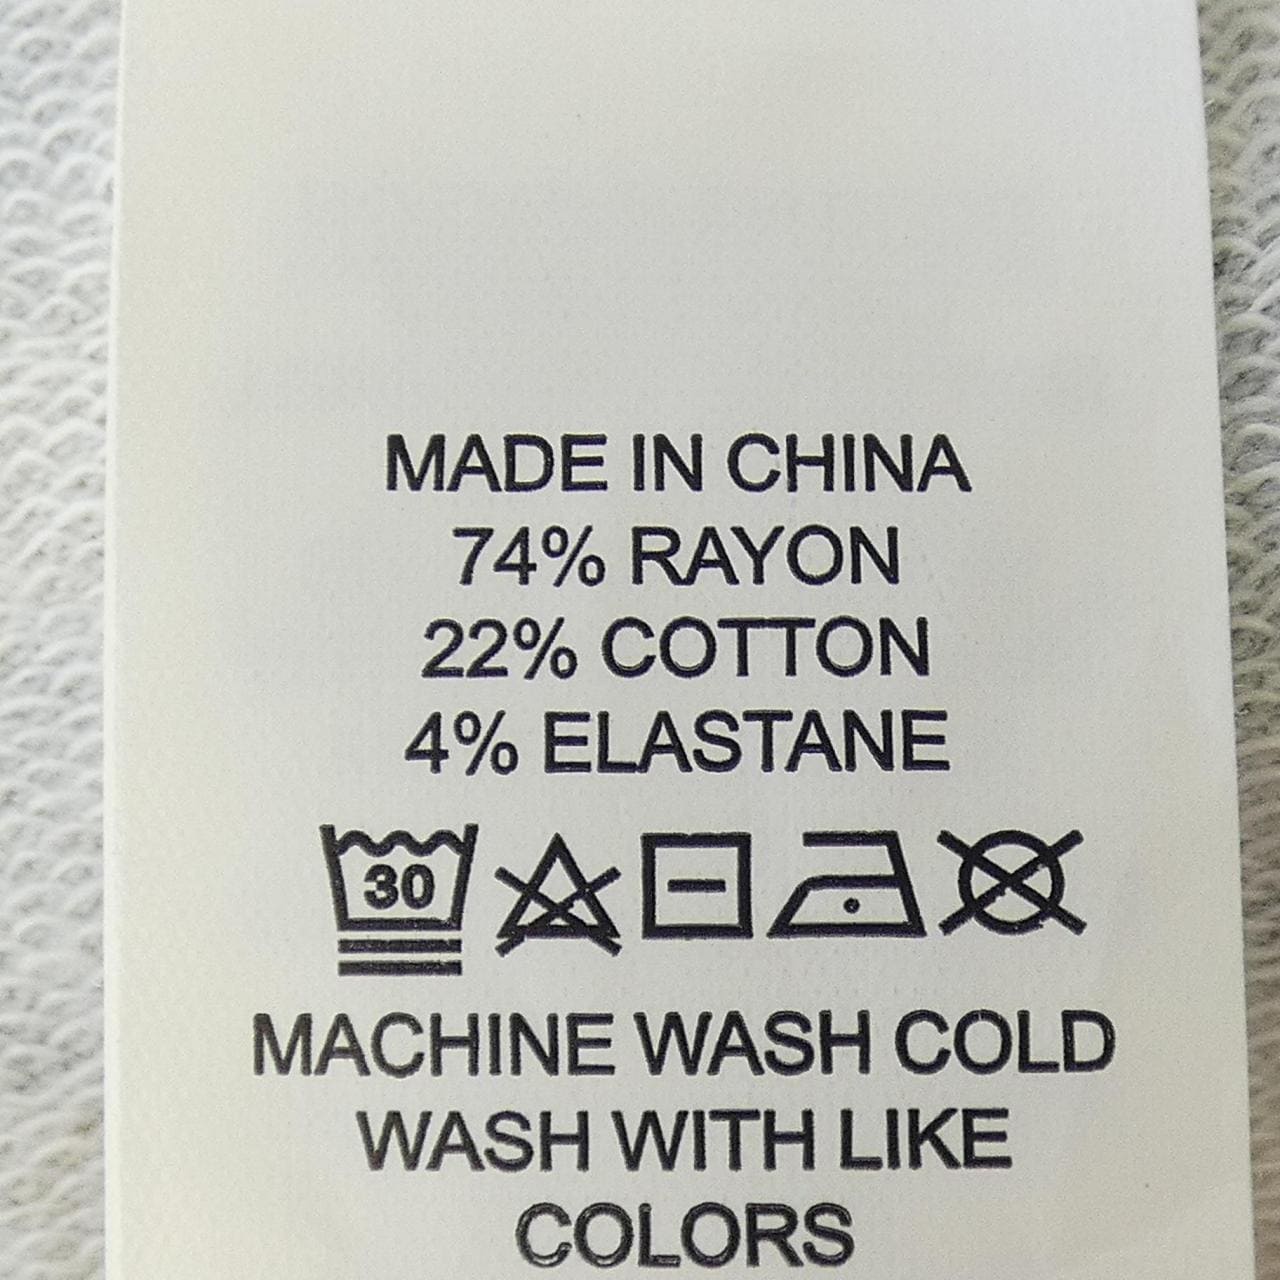 MADE IN CHINA
74% RAYON
22% COTTON
4% ELASTANE
30
MACHINE WASH COLD
WASH WITH LIKE
COLORS